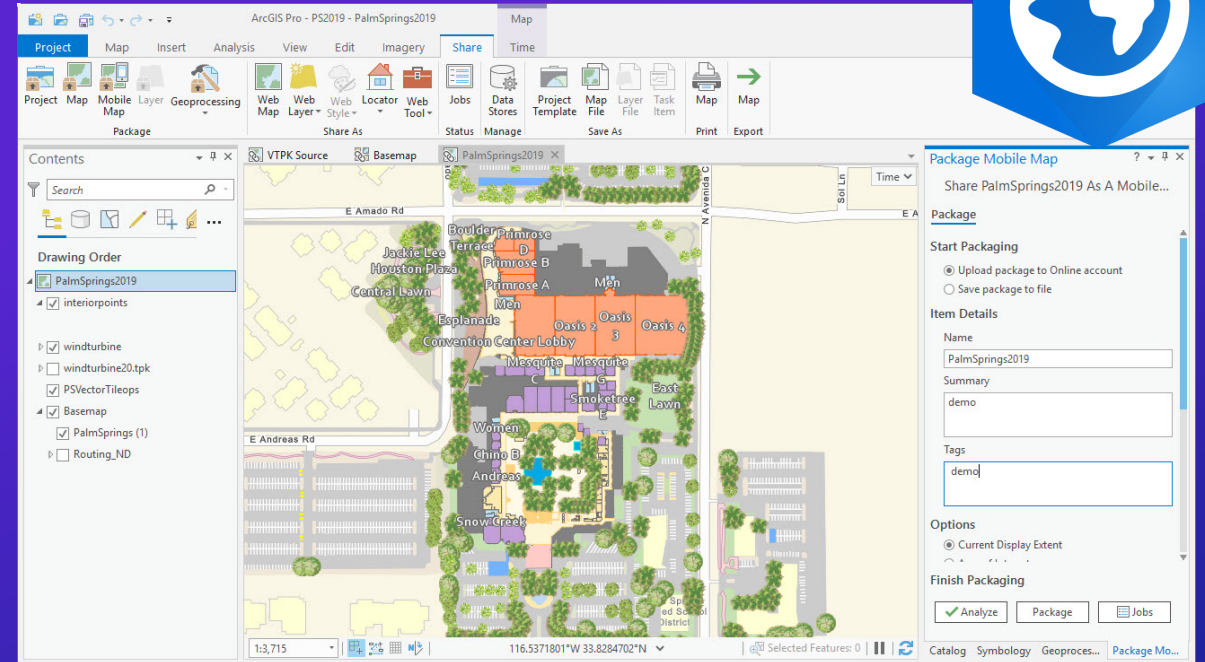 ArcGIS Pro - PS2019 - PalmSprings2019
Map
Project Map Insert Analysis View Edit Imagery Share Time
Project Map Mobile Map Layer Geoprocessing
Web Map Web Layer Web Style Locator Web Tool
Jobs Data Stores Project Template Map File Layer File Task Item Map Map
Package Share As Status Manage Save As Print Export
Contents
Search
Drawing Order
PalmSprings2019
interiorpoints
windturbine
windturbine20.tpk
PSVectorTileops
Basemap
PalmSprings (1)
Routing_ND
VTPK Source Basemap PalmSprings2019
Time
N Avenida C
Sol Ln
E Amado Rd
E A
Boulder Terrace
Primrose D
Jackie Lee Houston Plaza
Primrose B
Central Lawn
Primrose A
Men
Men
Esplanade
Oasis 2
Oasis 3
Oasis 4
Convention Center Lobby
Mesquite C
Mesquite G
East Lawn
Smoketree E
Women
E Andreas Rd
Chino B
Andreas
Snow Creek
District
1:3,715
116.5371801°W 33.8284702°N
Selected Features: 0
Package Mobile Map
Share PalmSprings2019 As A Mobile...
Package
Start Packaging
Upload package to Online account
Save package to file
Item Details
Name
PalmSprings2019
Summary
demo
Tags
demo
Options
Current Display Extent
Finish Packaging
Analyze Package Jobs
Catalog Symbology Geoproces... Package Mo...